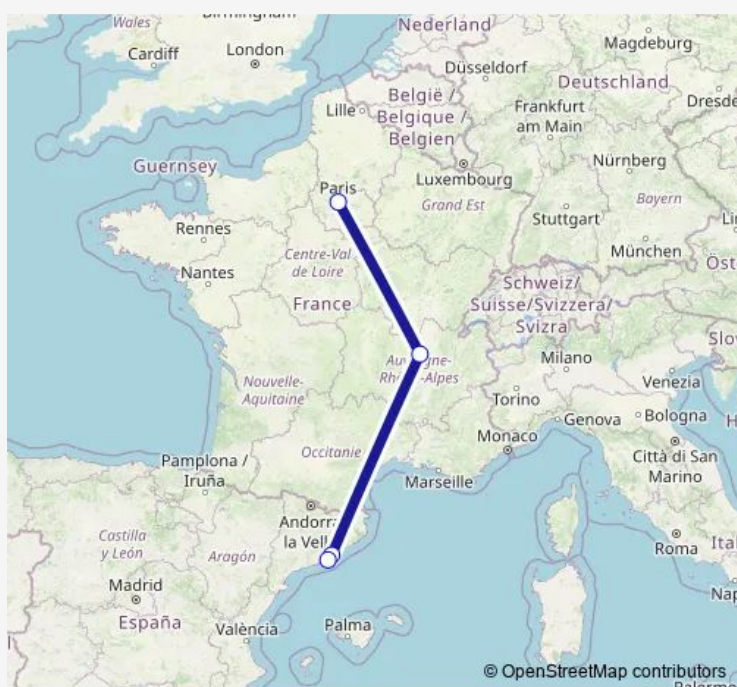 Wales
Birmingham
Cardiff
London
Nederland
Magdeburg
Düsseldorf
Deutschland
Lille
België /
Belgique /
Belgien
Frankfurt
am Main
Guernsey
Luxembourg
Nürnberg
Paris
Grand Est
Bayern
Rennes
Stuttgart
München
Nantes
Centre-Val
de Loire
France
Schweiz/
Suisse/Svizzera/
Svizra
Milano
Venezia
Nouvelle-
Aquitaine
Torino
Genova
Bologna
Occitanie
Monaco
Città di San
Marino
Pamplona /
Iruña
Marseille
Andorra
Castilla
y León
Aragón
Roma
Madrid
España
València
Palma
© OpenStreetMap contributors